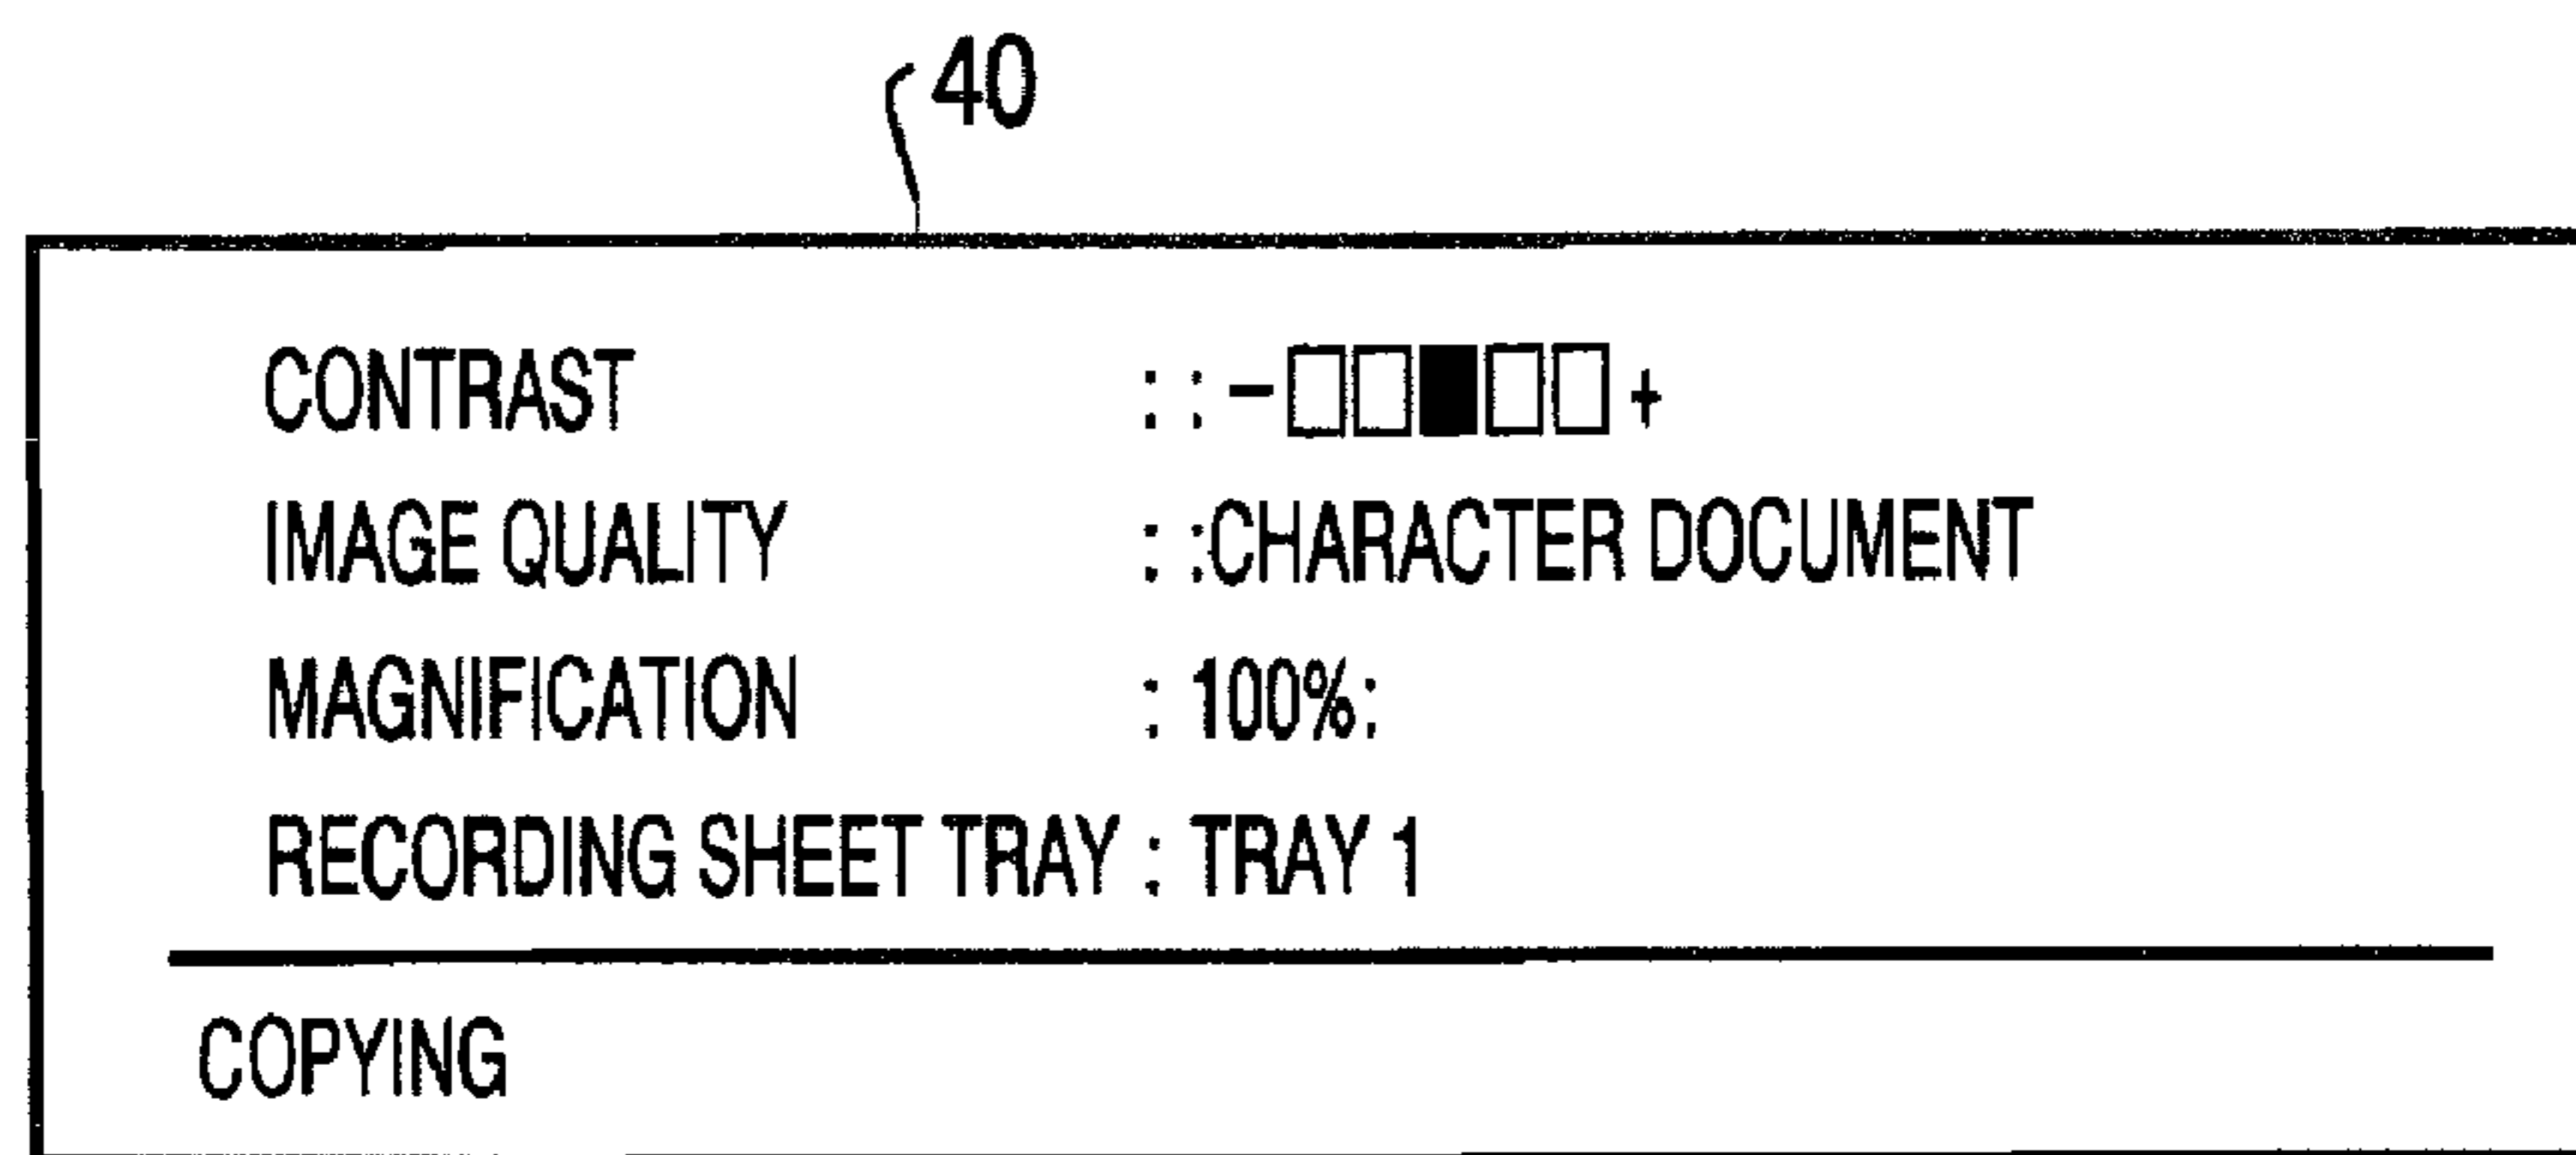 40
CONTRAST : : -□□■□□+
IMAGE QUALITY : :CHARACTER DOCUMENT
MAGNIFICATION : 100%:
RECORDING SHEET TRAY : TRAY 1
COPYING